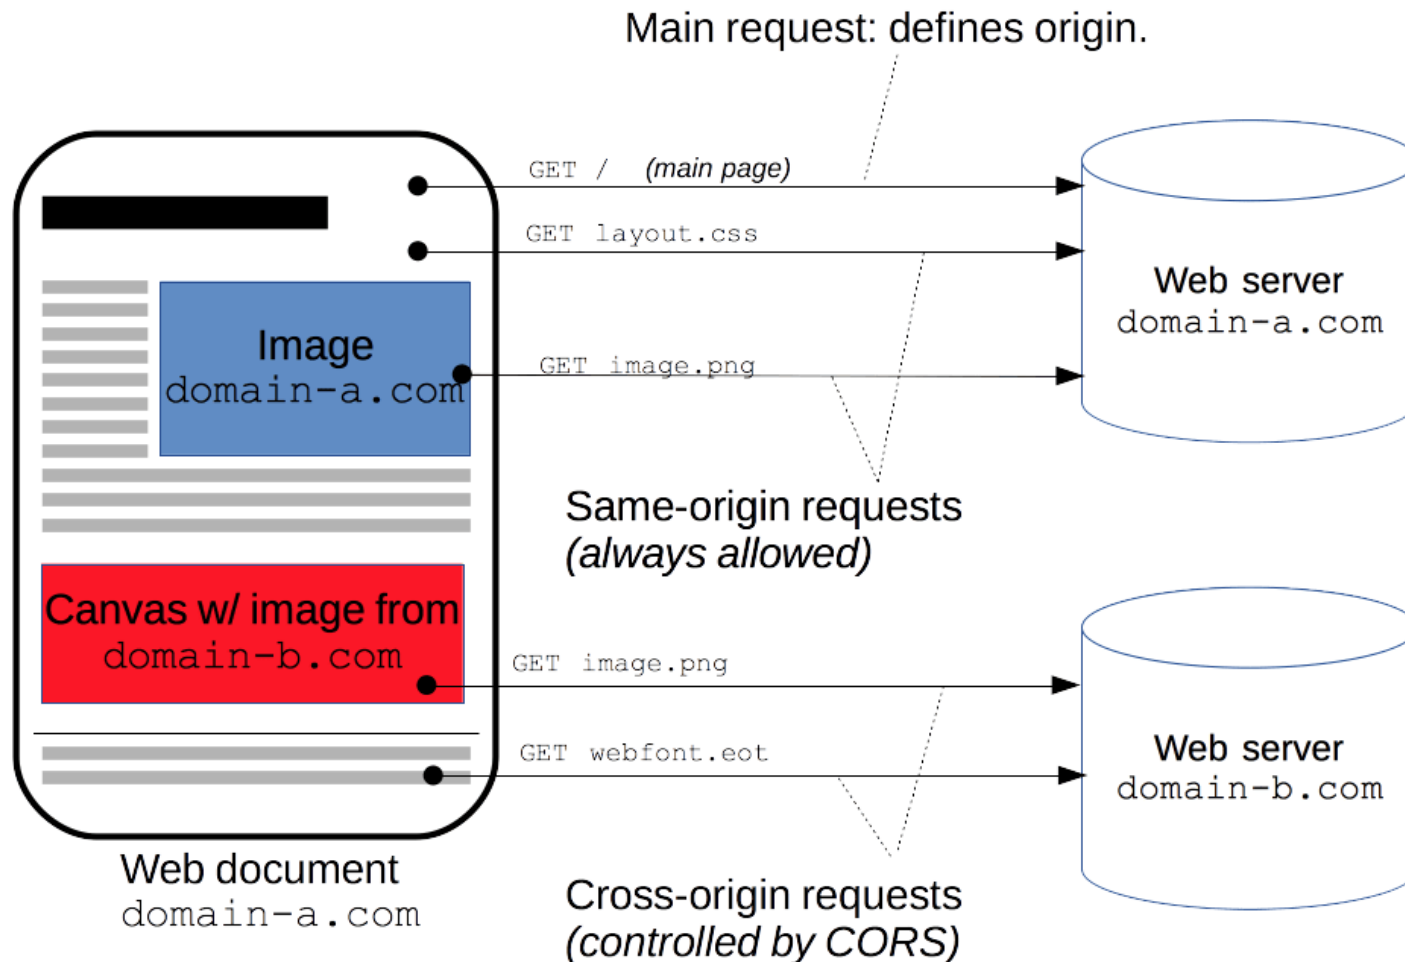 Main request: defines origin.
GET / (main page)
GET layout.css
Image
domain-a.com
GET image.png
Web server
domain-a.com
Same-origin requests
(always allowed)
Canvas w/ image from
domain-b.com
GET image.png
GET webfont.eot
Web server
domain-b.com
Web document
domain-a.com
Cross-origin requests
(controlled by CORS)